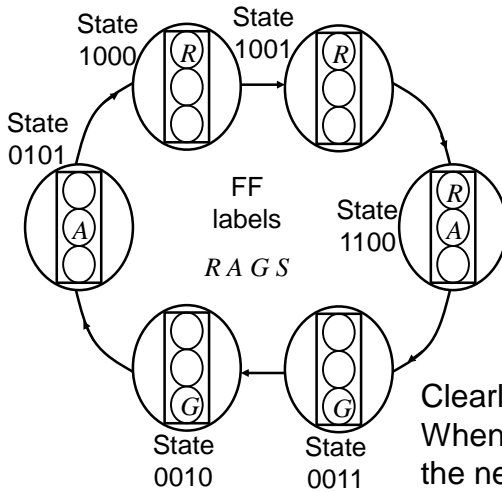 State
1000
R
State
1001
R
State
0101
A
FF
labels
R A G S
State
1100
R
A
G
State
0010
G
State
0011
Clearl
When
the ne